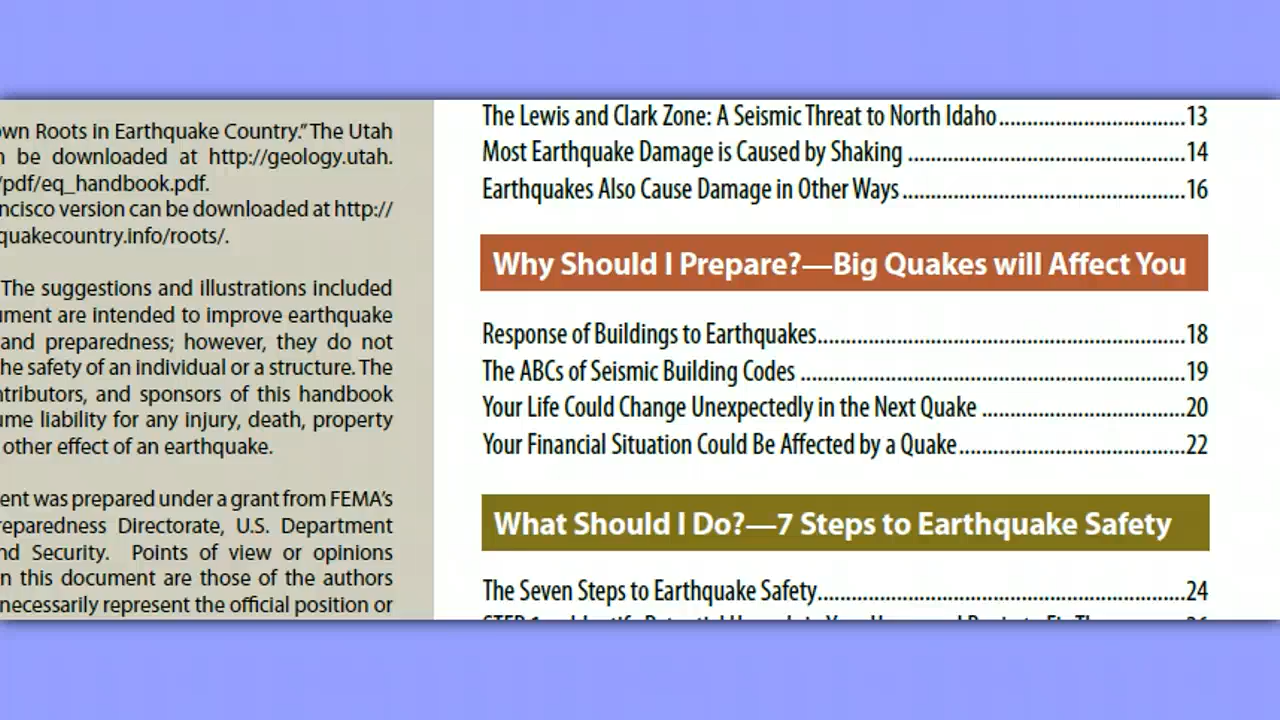 own Roots in Earthquake Country.” The Utah
be downloaded at http://geology.utah.
/pdf/eq_handbook.pdf.
ncisco version can be downloaded at http://
quakecountry.info/roots/.
The suggestions and illustrations included
ument are intended to improve earthquake
and preparedness; however, they do not
he safety of an individual or a structure. The
ntributors, and sponsors of this handbook
ume liability for any injury, death, property
other effect of an earthquake.
ent was prepared under a grant from FEMA’s
reparedness Directorate, U.S. Department
nd Security. Points of view or opinions
n this document are those of the authors
necessarily represent the official position or
The Lewis and Clark Zone: A Seismic Threat to North Idaho...............................13
Most Earthquake Damage is Caused by Shaking ...............................................14
Earthquakes Also Cause Damage in Other Ways................................................16
Why Should I Prepare?—Big Quakes will Affect You
Response of Buildings to Earthquakes..............................................................18
The ABCs of Seismic Building Codes .................................................................19
Your Life Could Change Unexpectedly in the Next Quake ..................................20
Your Financial Situation Could Be Affected by a Quake......................................22
What Should I Do?—7 Steps to Earthquake Safety
The Seven Steps to Earthquake Safety..............................................................24